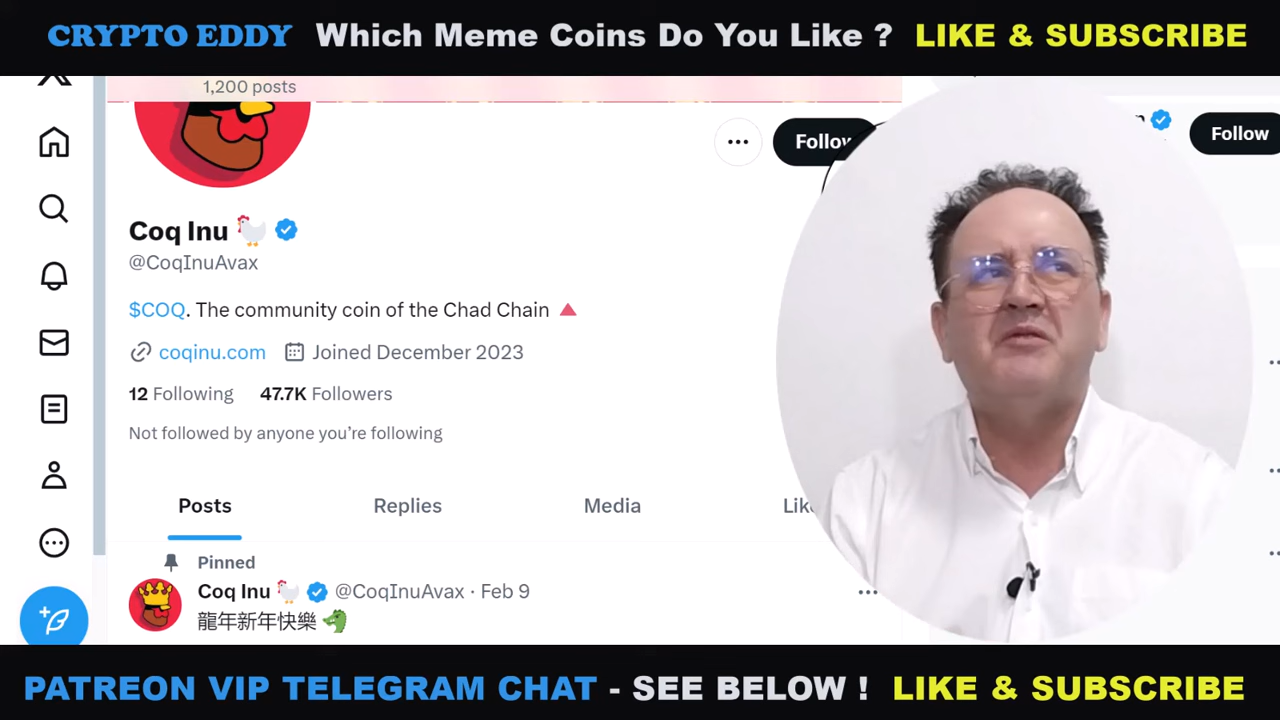 CRYPTO EDDY Which Meme Coins Do You Like ? LIKE & SUBSCRIBE
1,200 posts
Follow
Follow
Coq Inu
@CoqInuAvax
$COQ. The community coin of the Chad Chain
coqinu.com Joined December 2023
12 Following 47.7K Followers
Not followed by anyone you’re following
Posts Replies Media
Pinned
Coq Inu @CoqInuAvax · Feb 9
龍年新年快樂
PATREON VIP TELEGRAM CHAT - SEE BELOW ! LIKE & SUBSCRIBE